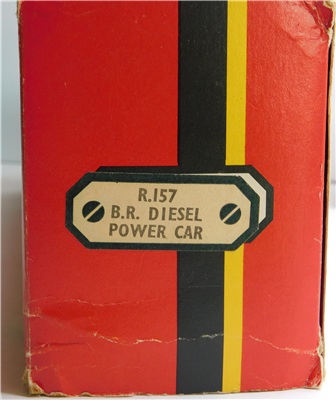 R.157
B.R. DIESEL
POWER CAR